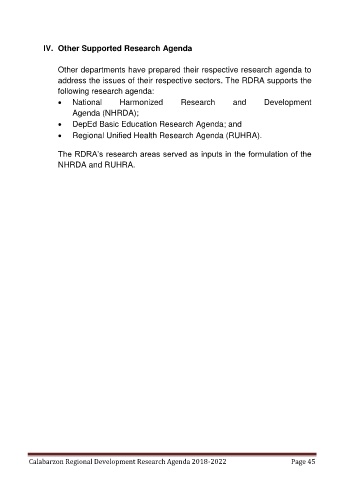 IV. Other Supported Research Agenda
Other departments have prepared their respective research agenda to
address the issues of their respective sectors. The RDRA supports the
following research agenda:
• National Harmonized Research and Development
Agenda (NHRDA);
• DepEd Basic Education Research Agenda; and
• Regional Unified Health Research Agenda (RUHRA).
The RDRA's research areas served as inputs in the formulation of the
NHRDA and RUHRA.
Calabarzon Regional Development Research Agenda 2018-2022 Page 45